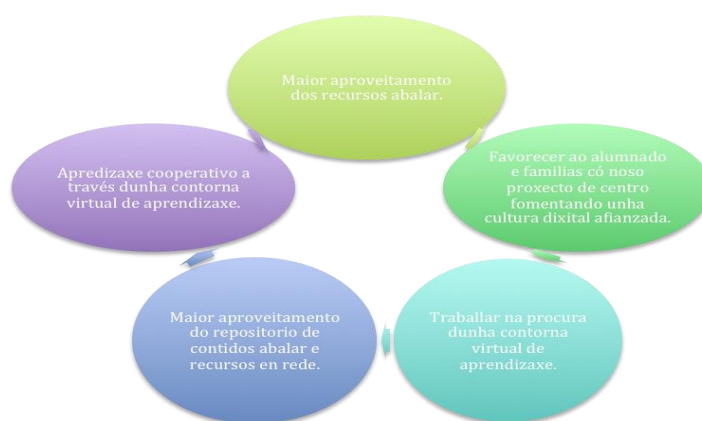 Maior aproveitamento
dos recursos abalar.
Favorecer ao alumnado
e familias có noso
proxecto de centro
fomentando unha
cultura dixital afianzada.
Traballar na procura
dunha contorna
virtual de
aprendizaxe.
Maior aproveitamento
do repositorio de
contidos abalar e
recursos en rede.
Apredizaxe cooperativo a
través dunha contorna
virtual de aprendizaxe.